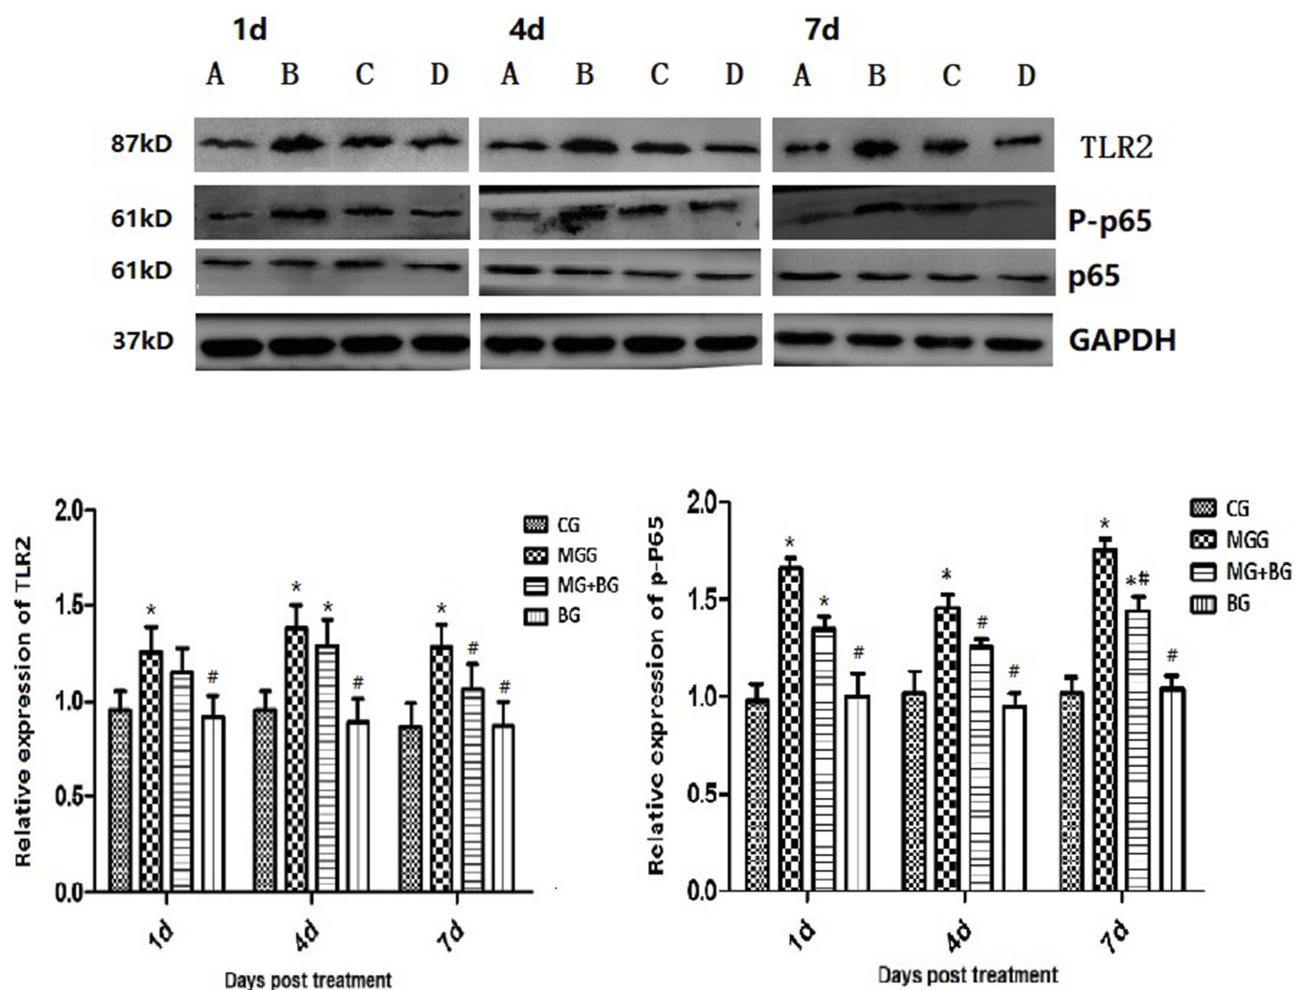 1d 4d 7d
A B C D A B C D A B C D
87kD TLR2
61kD P-p65
61kD p65
37kD GAPDH
Relative expression of TLR2
2.0
1.5
1.0
0.5
0.0
* # * * # * # #
CG
MGG
MG+BG
BG
1d 4d 7d
Days post treatment
Relative expression of p-P65
2.0
1.5
1.0
0.5
0.0
* * # * # # * *# #
CG
MGG
MG+BG
BG
1d 4d 7d
Days post treatment